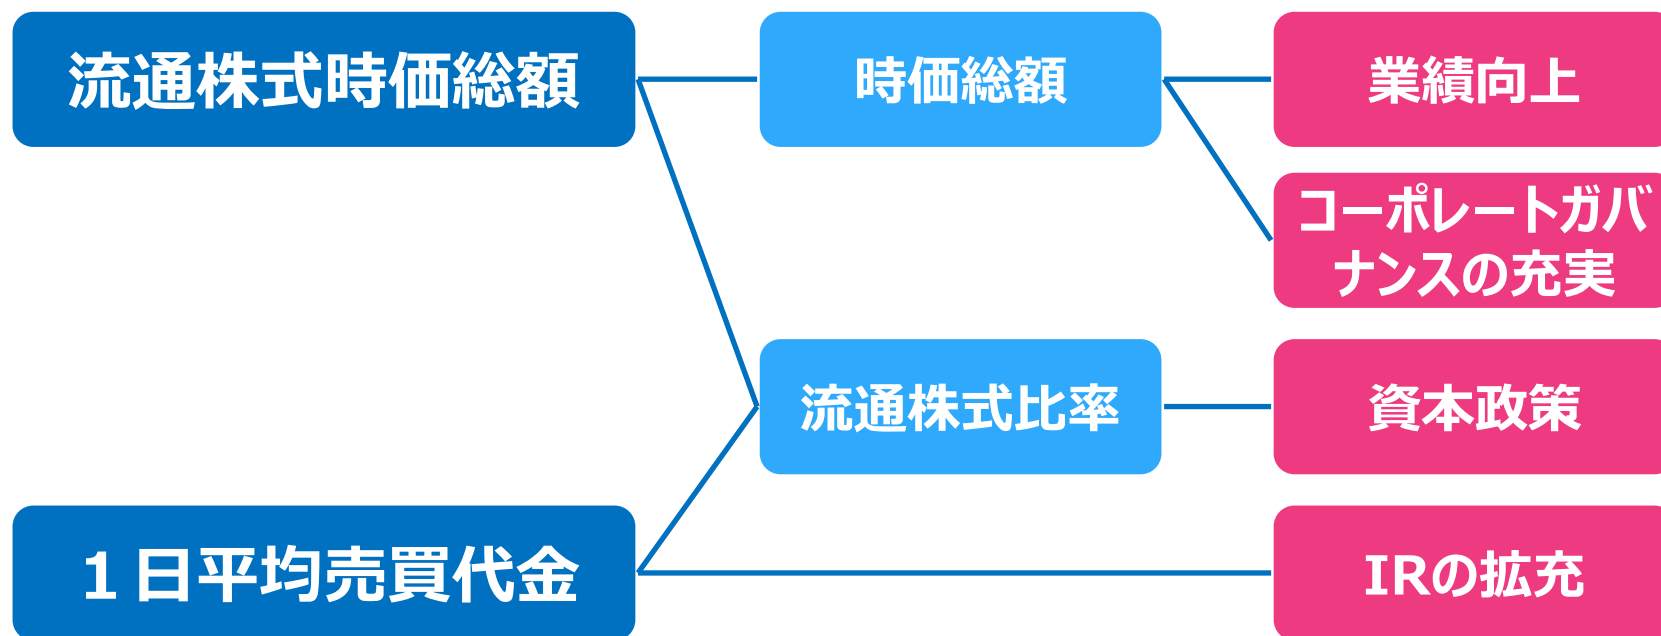 流通株式時価総額
時価総額
業績向上
コーポレートガバ
ナンスの充実
流通株式比率
資本政策
１日平均売買代金
IRの拡充